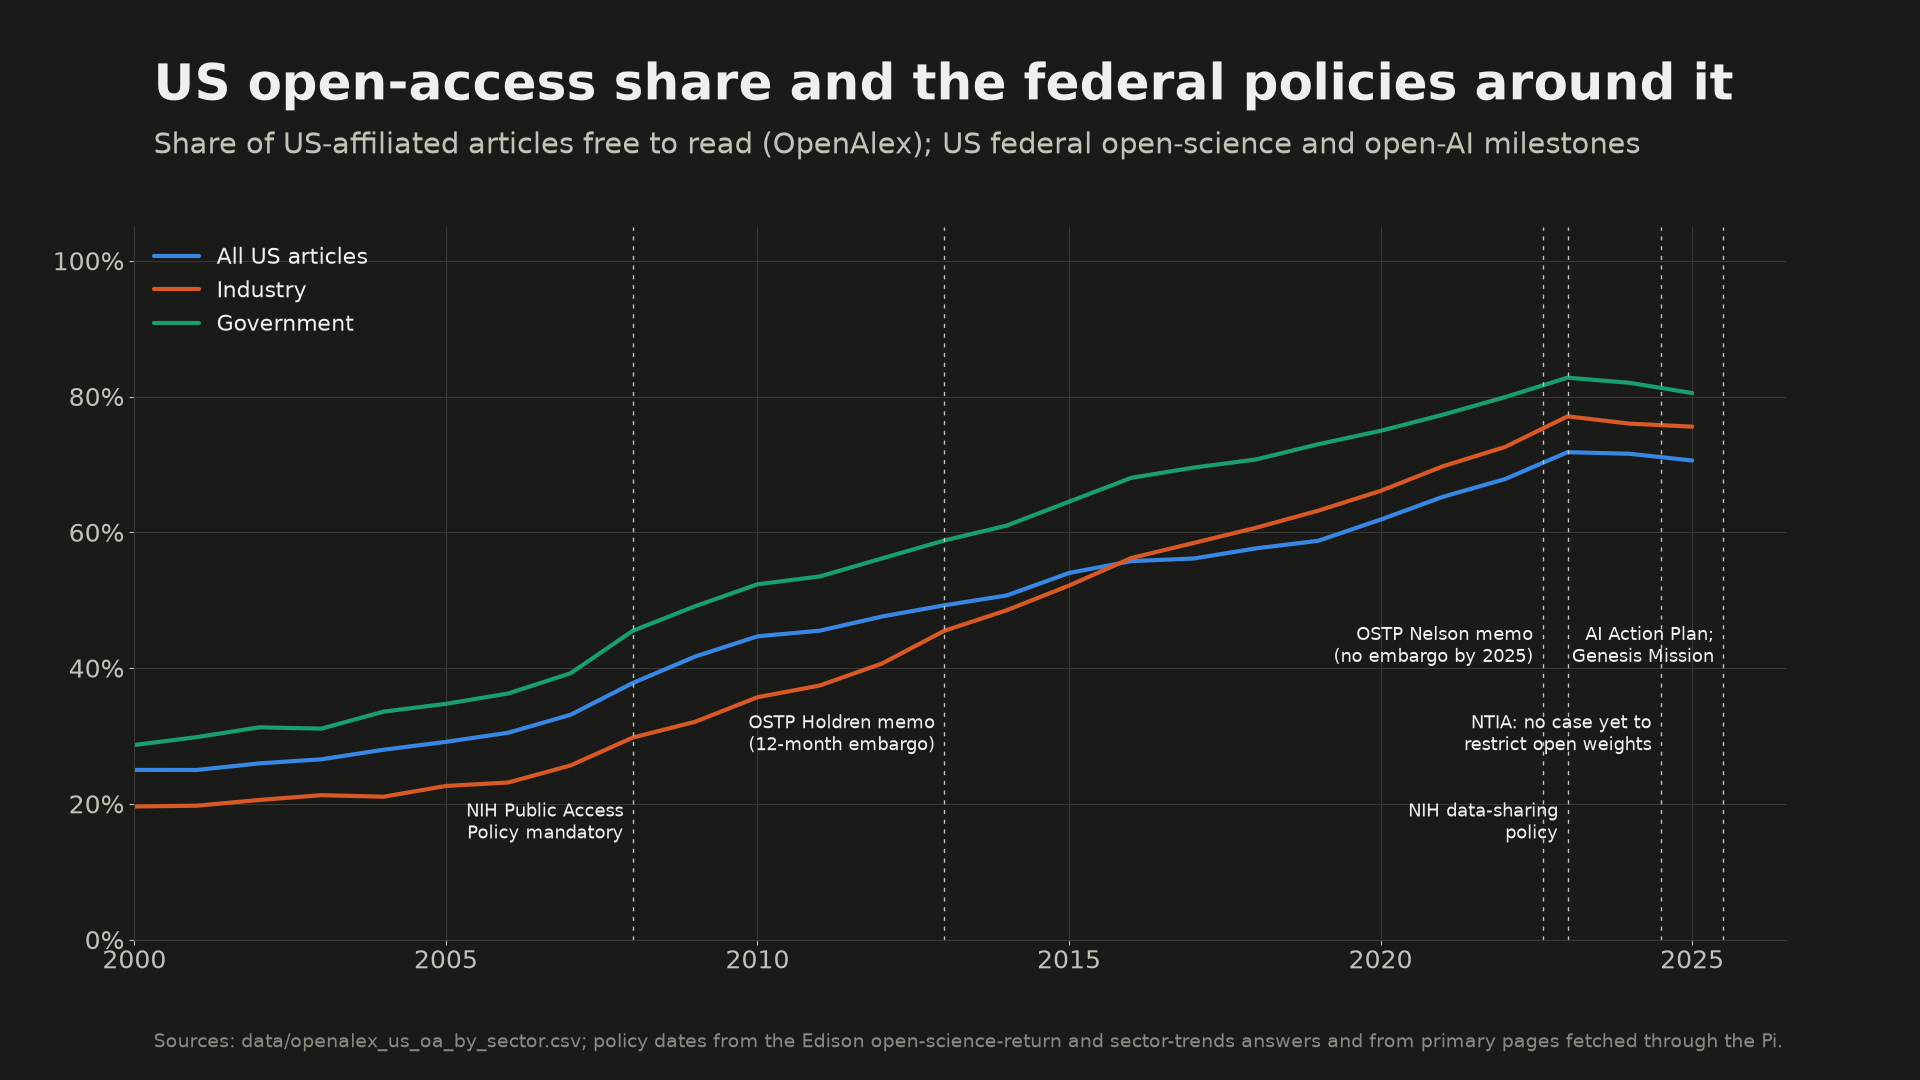 US open-access share and the federal policies around it
Share of US-affiliated articles free to read (OpenAlex); US federal open-science and open-AI milestones
100%
80%
60%
40%
20%
0%
All US articles
Industry
Government
OSTP Nelson memo
(no embargo by 2025)
AI Action Plan;
Genesis Mission
OSTP Holdren memo
(12-month embargo)
NTIA: no case yet to
restrict open weights
NIH Public Access
Policy mandatory
NIH data-sharing
policy
2000
2005
2010
2015
2020
2025
Sources: data/openalex_us_oa_by_sector.csv; policy dates from the Edison open-science-return and sector-trends answers and from primary pages fetched through the Pi.